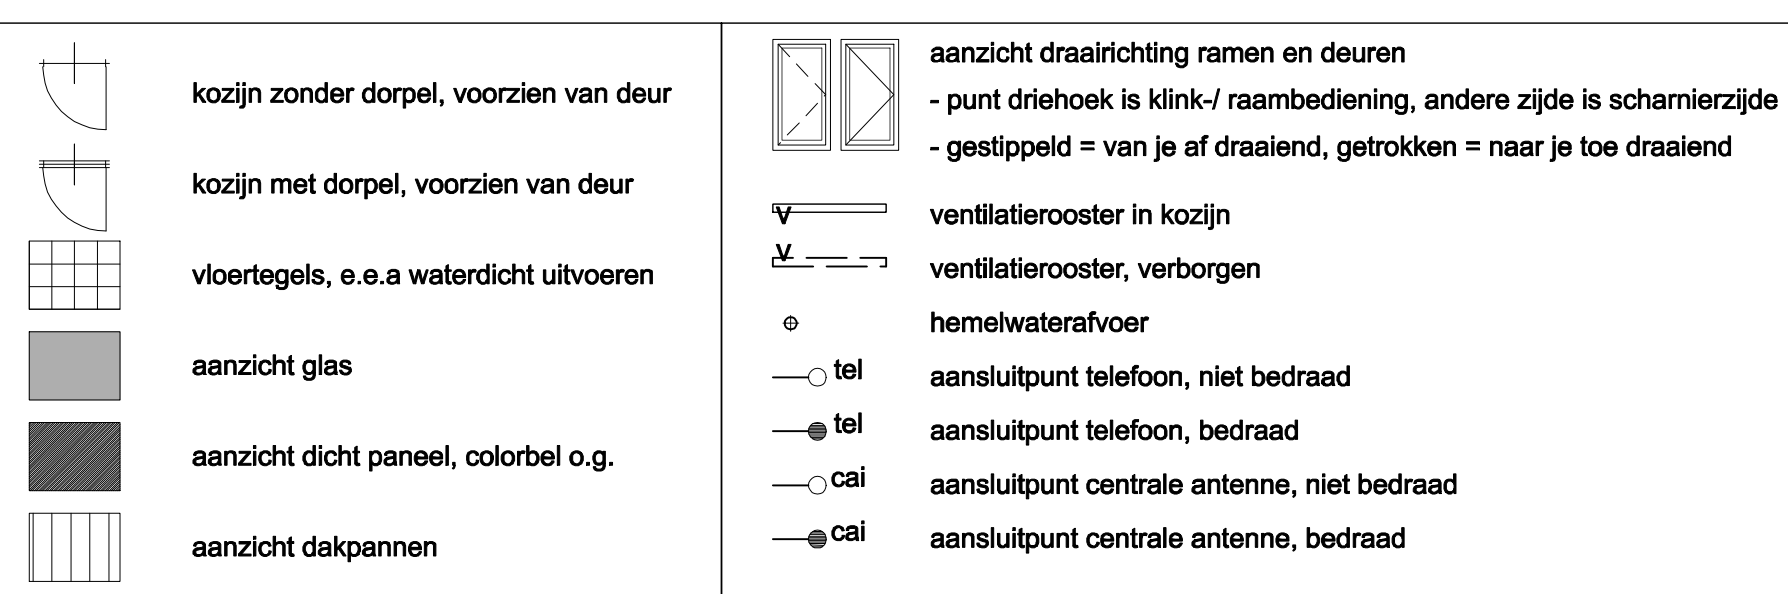 kozijn zonder dorpel, voorzien van deur
kozijn met dorpel, voorzien van deur
vloertegels, e.e.a waterdicht uitvoeren
aanzicht glas
aanzicht dicht paneel, colorbel o.g.
aanzicht dakpannen
aanzicht draairichting ramen en deuren
- punt driehoek is klink-/ raambediening, andere zijde is scharnierzijde
- gestippeld = van je af draaiend, getrokken = naar je toe draaiend
V ventilatierooster in kozijn
V ventilatierooster, verborgen
hemelwaterafvoer
tel aansluitpunt telefoon, niet bedraad
tel aansluitpunt telefoon, bedraad
cai aansluitpunt centrale antenne, niet bedraad
cai aansluitpunt centrale antenne, bedraad